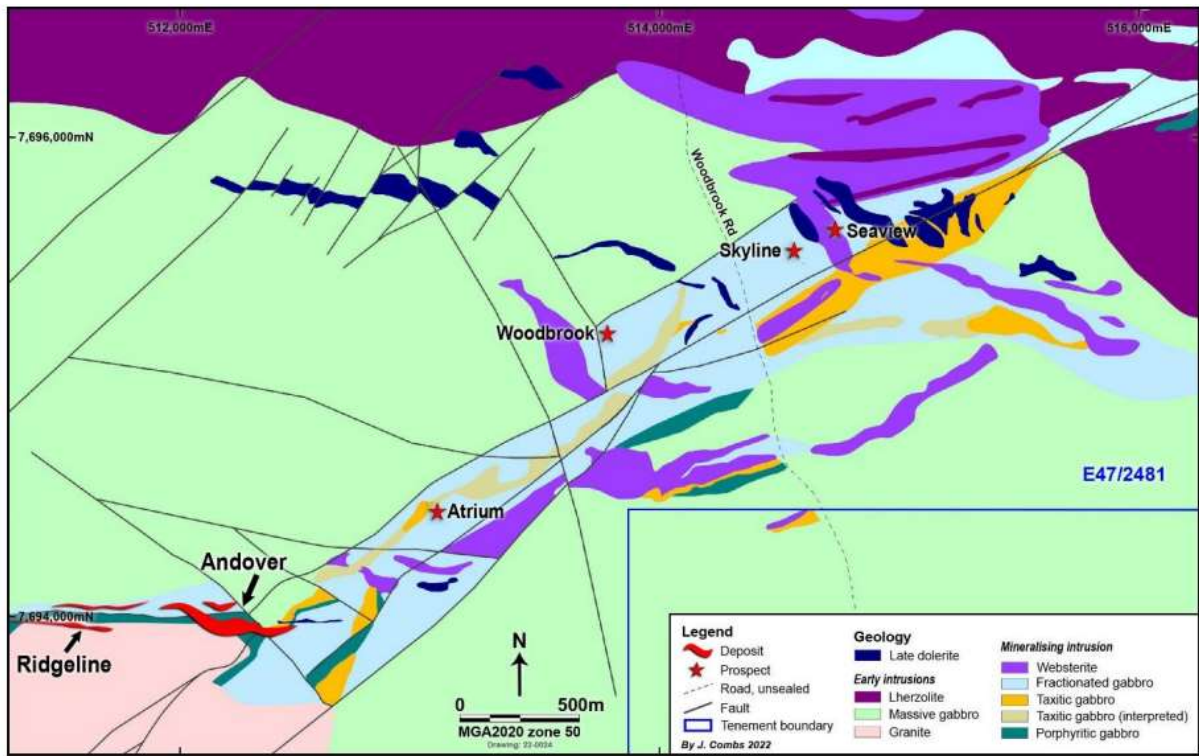 512,000mE
514,000mE
516,000mE
7,696,000mN
Woodbrook Rd
Seaview
Skyline
Woodbrook
E47/2481
Atrium
Andover
7,694,000mN
Ridgeline
N
0 500m
MGA2020 zone 50
Drawing: 22-0024
Legend
Deposit
Prospect
Road, unsealed
Fault
Tenement boundary
By J. Combs 2022
Geology
Late dolerite
Early intrusions
Lherzolite
Massive gabbro
Granite
Mineralising intrusion
Websterite
Fractionated gabbro
Taxitic gabbro
Taxitic gabbro (interpreted)
Porphyritic gabbro